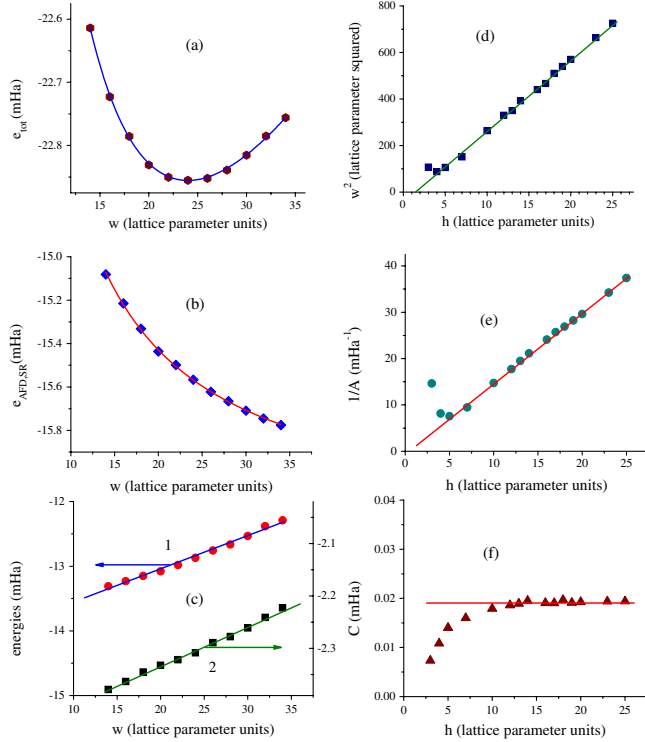 (a)
e_tot (mHa)
-22.6
-22.7
-22.8
15 20 25 30 35
w (lattice parameter units)
(d)
w² (lattice parameter squared)
800
600
400
200
0
0 5 10 15 20 25
h (lattice parameter units)
(b)
e_AFD,SR(mHa)
-15.0
-15.2
-15.4
-15.6
-15.8
10 15 20 25 30 35
w (lattice parameter units)
(e)
1/A (mHa⁻¹)
40
30
20
10
0
0 5 10 15 20 25
h (lattice parameter units)
(c)
energies (mHa)
-12
-13
-14
-15
-2.1
-2.2
-2.3
1
2
10 15 20 25 30 35
w (lattice parameter units)
(f)
C (mHa)
0.04
0.03
0.02
0.01
0.00
0 5 10 15 20 25
h (lattice parameter units)